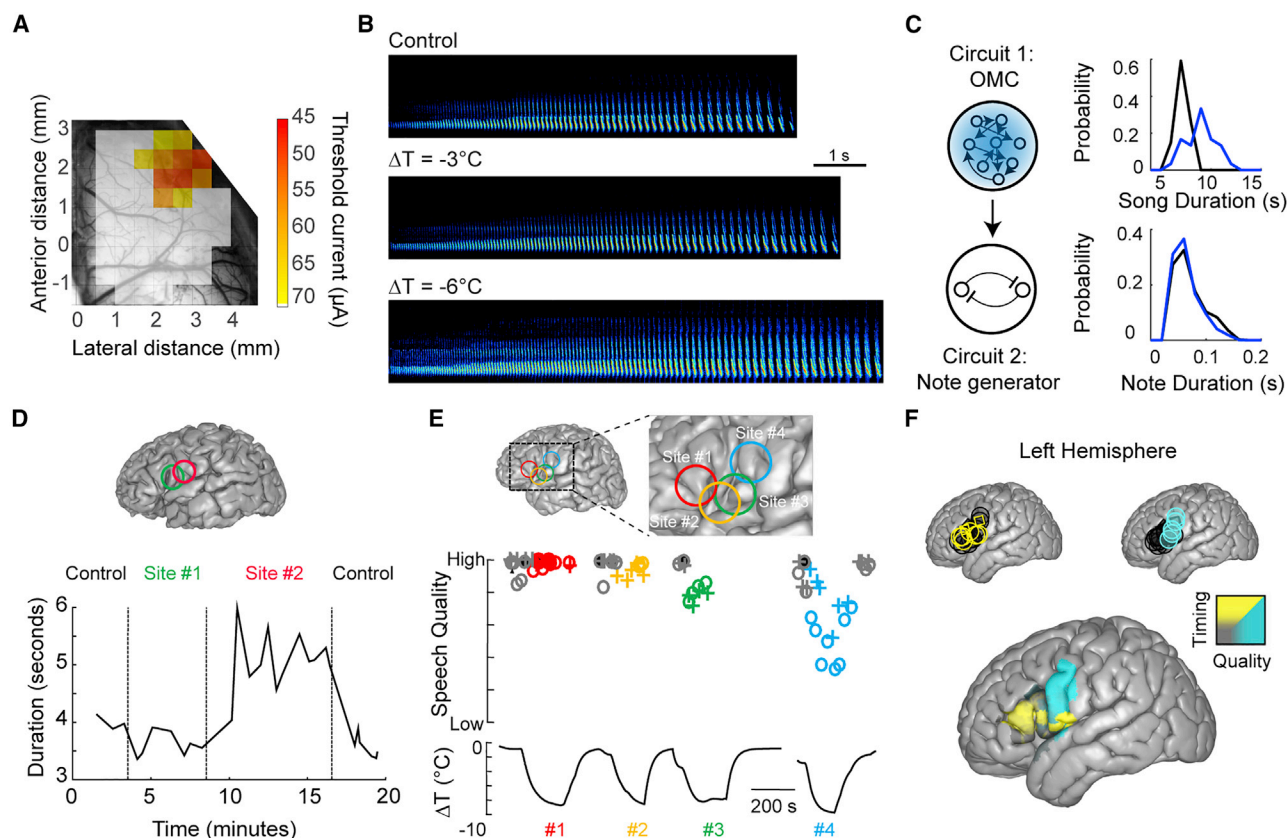 A
Anterior distance (mm)
3
2
1
0
-1
0 1 2 3 4
Lateral distance (mm)
45
50
55
60
65
70
Threshold current (µA)
B
Control
ΔT = -3°C
1 s
ΔT = -6°C
C
Circuit 1:
OMC
Circuit 2:
Note generator
Probability
0.6
0.4
0.2
0
5 10 15
Song Duration (s)
Probability
0.4
0.2
0
0 0.1 0.2
Note Duration (s)
D
Control Site #1 Site #2 Control
Duration (seconds)
6
5
4
3
0 5 10 15 20
Time (minutes)
E
Site #4
Site #1
Site #3
Site #2
High
Speech Quality
Low
0
ΔT (°C)
-10
200 s
#1 #2 #3 #4
F
Left Hemisphere
Timing
Quality